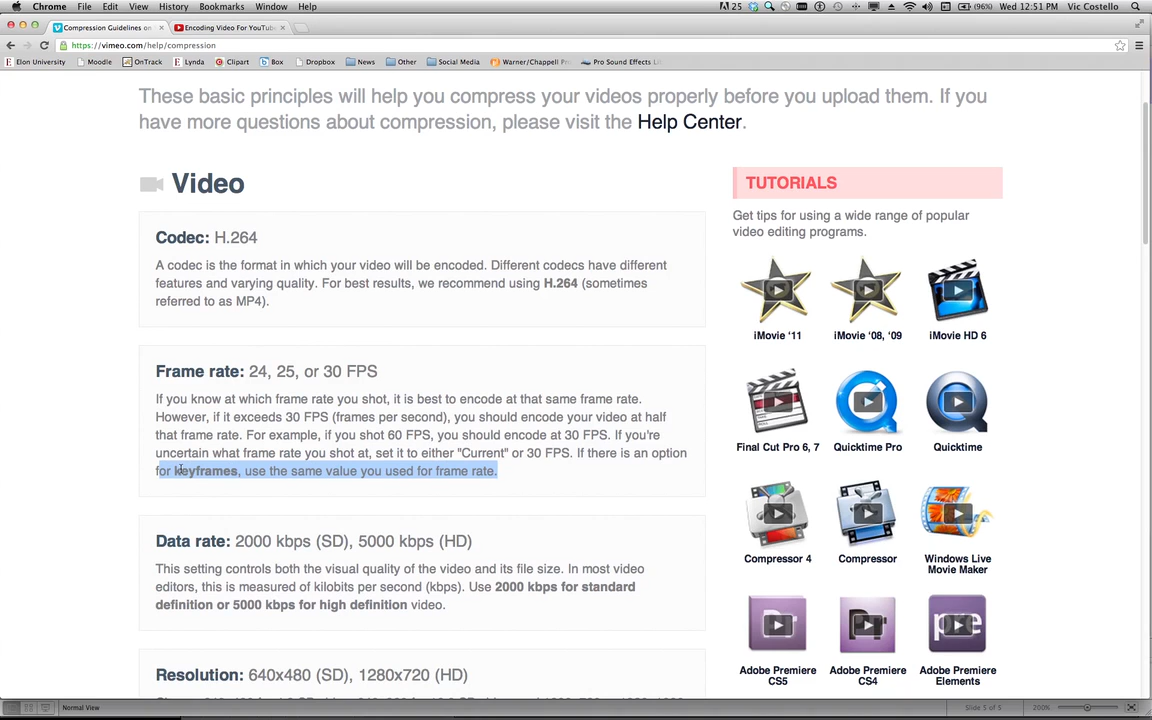 Chrome File Edit View History Bookmarks Window Help
25 (96%) Wed 12:51 PM Vic Costello
Compression Guidelines on
Encoding Video For YouTube
https://vimeo.com/help/compression
Elon University Moodle OnTrack Lynda Clipart Box Dropbox News Other Social Media Warner/Chappell Pr Pro Sound Effects Li
These basic principles will help you compress your videos properly before you upload them. If you
have more questions about compression, please visit the Help Center.
Video
Codec: H.264
A codec is the format in which your video will be encoded. Different codecs have different
features and varying quality. For best results, we recommend using H.264 (sometimes
referred to as MP4).
Frame rate: 24, 25, or 30 FPS
If you know at which frame rate you shot, it is best to encode at that same frame rate.
However, if it exceeds 30 FPS (frames per second), you should encode your video at half
that frame rate. For example, if you shot 60 FPS, you should encode at 30 FPS. If you're
uncertain what frame rate you shot at, set it to either "Current" or 30 FPS. If there is an option
for keyframes, use the same value you used for frame rate.
Data rate: 2000 kbps (SD), 5000 kbps (HD)
This setting controls both the visual quality of the video and its file size. In most video
editors, this is measured of kilobits per second (kbps). Use 2000 kbps for standard
definition or 5000 kbps for high definition video.
Resolution: 640x480 (SD), 1280x720 (HD)
TUTORIALS
Get tips for using a wide range of popular
video editing programs.
iMovie '11
iMovie '08, '09
iMovie HD 6
Final Cut Pro 6, 7
Quicktime Pro
Quicktime
Compressor 4
Compressor
Windows Live
Movie Maker
Pr
Pr
pre
Adobe Premiere
CS5
Adobe Premiere
CS4
Adobe Premiere
Elements
Normal View
Slide 5 of 5
200%